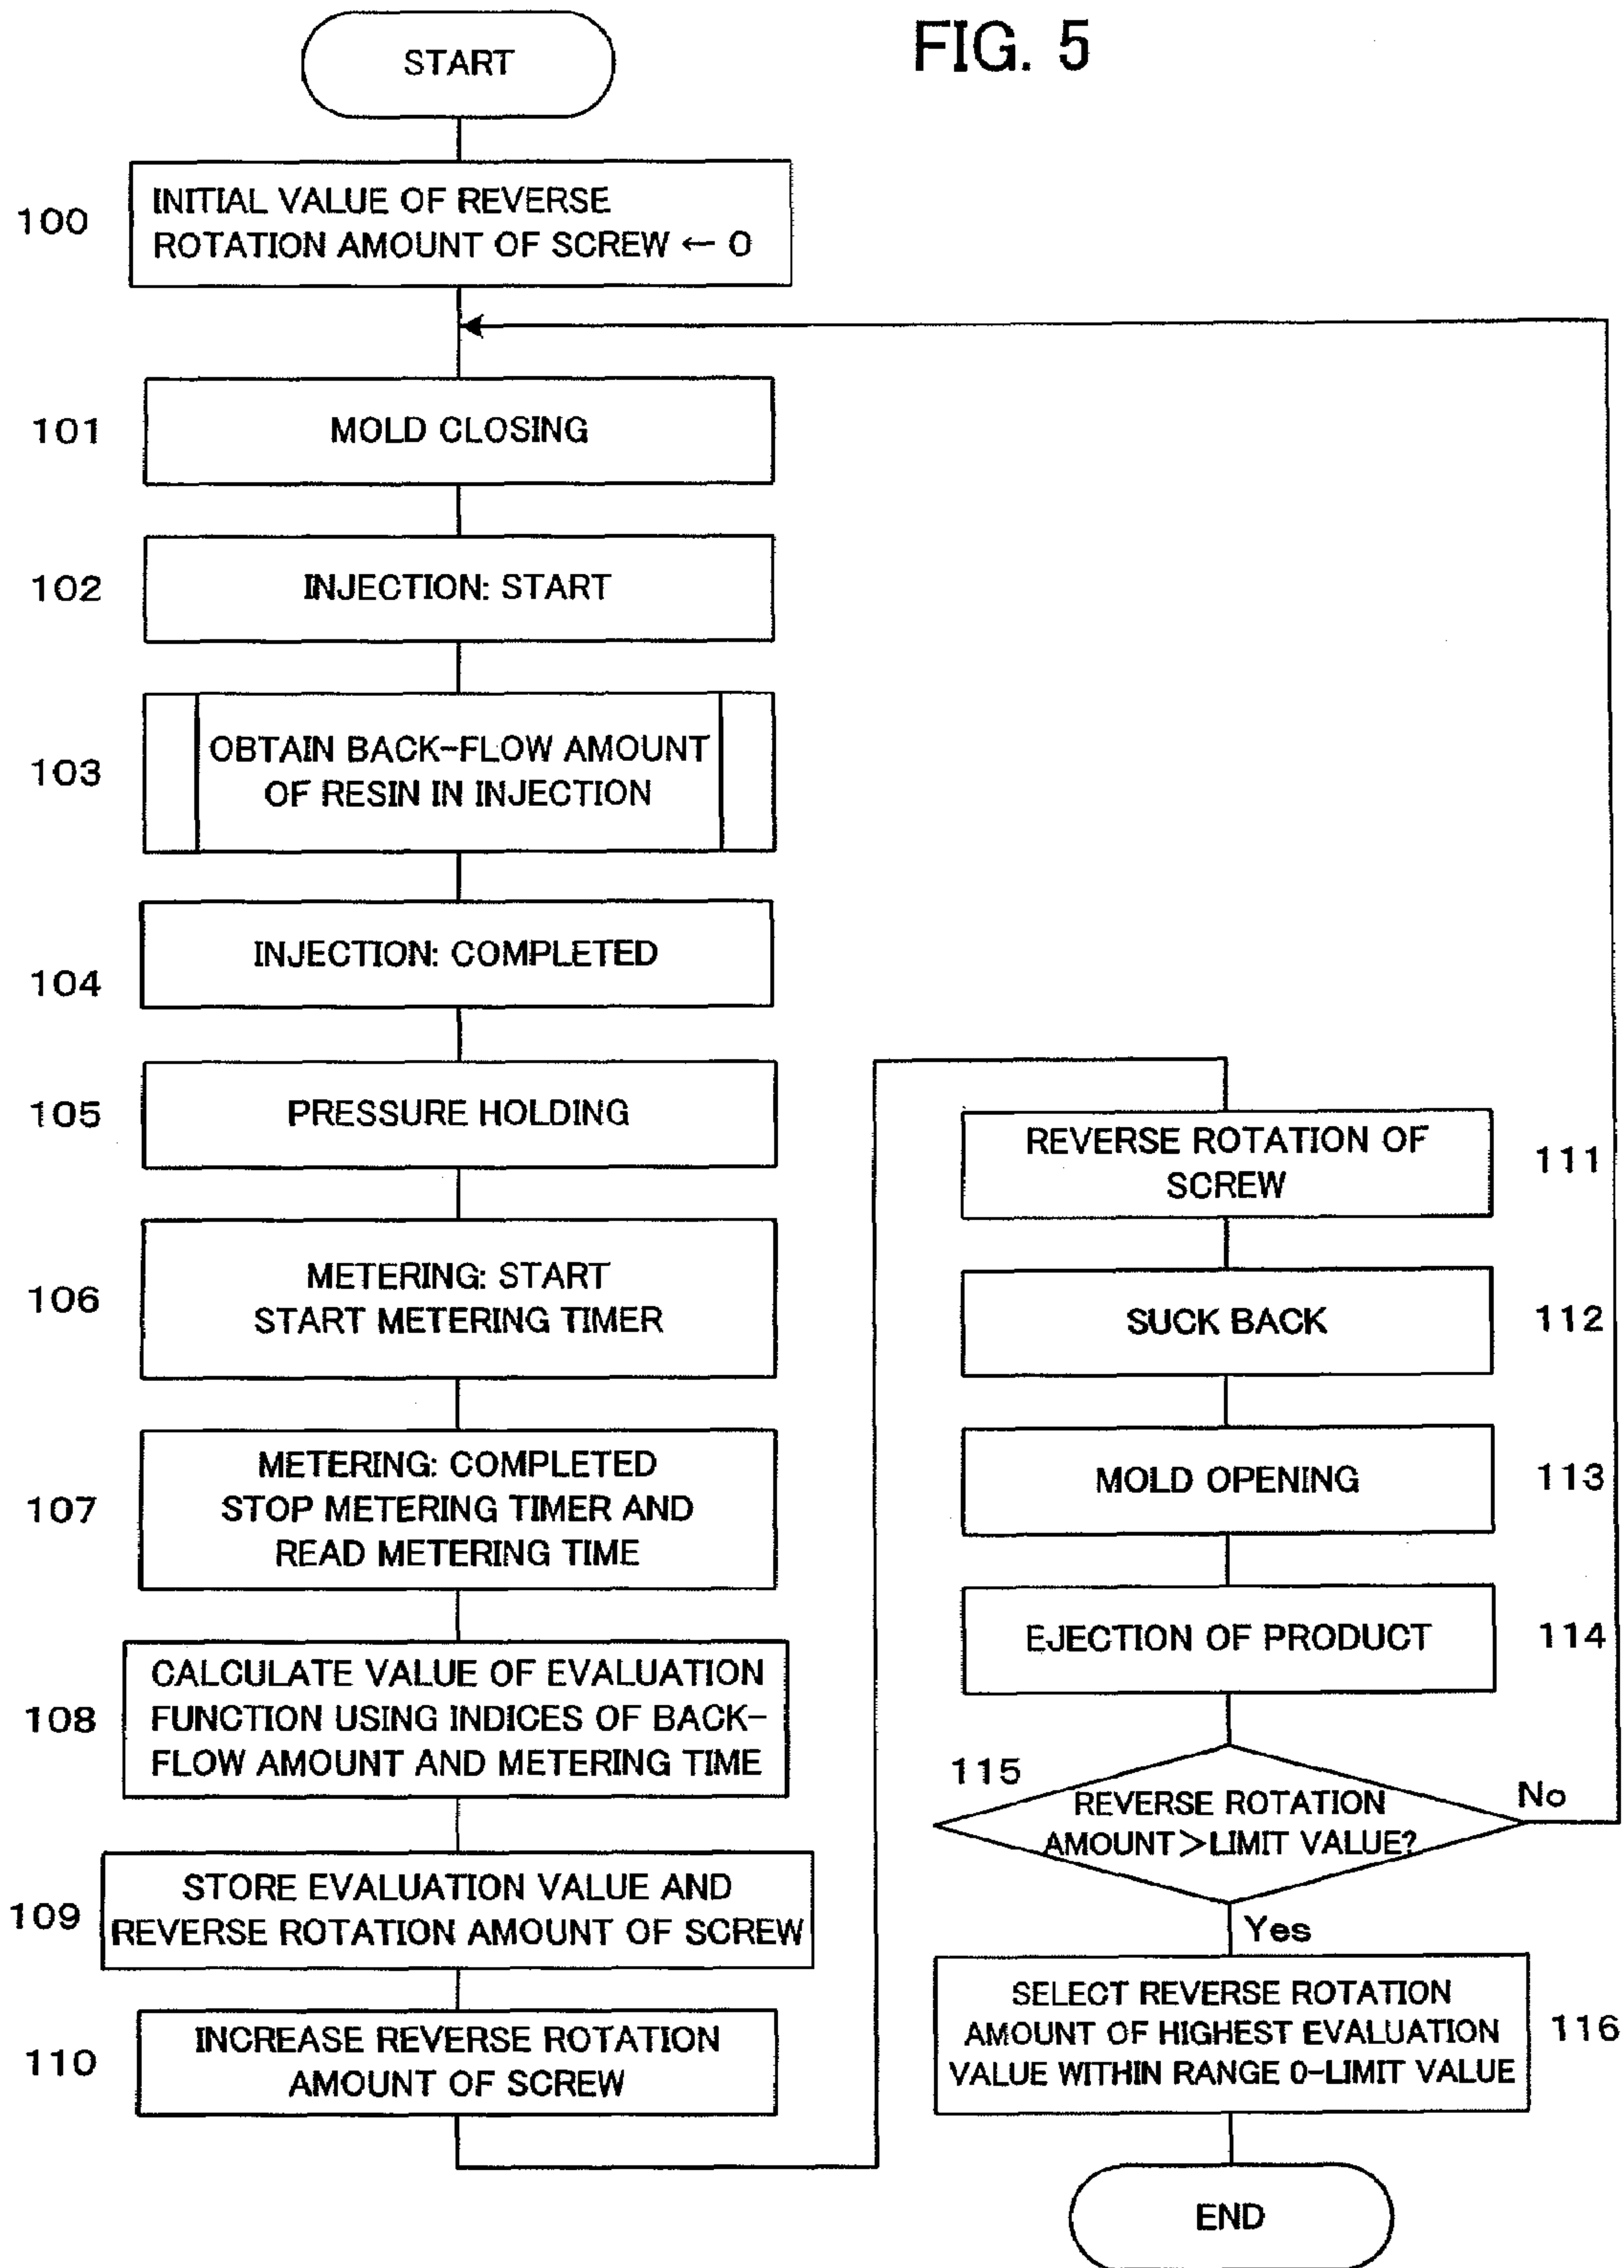 FIG. 5
START
100
INITIAL VALUE OF REVERSE
ROTATION AMOUNT OF SCREW ← 0
101
MOLD CLOSING
102
INJECTION: START
103
OBTAIN BACK-FLOW AMOUNT
OF RESIN IN INJECTION
104
INJECTION: COMPLETED
105
PRESSURE HOLDING
106
METERING: START
START METERING TIMER
107
METERING: COMPLETED
STOP METERING TIMER AND
READ METERING TIME
108
CALCULATE VALUE OF EVALUATION
FUNCTION USING INDICES OF BACK-
FLOW AMOUNT AND METERING TIME
109
STORE EVALUATION VALUE AND
REVERSE ROTATION AMOUNT OF SCREW
110
INCREASE REVERSE ROTATION
AMOUNT OF SCREW
REVERSE ROTATION OF
SCREW
111
SUCK BACK
112
MOLD OPENING
113
EJECTION OF PRODUCT
114
115
REVERSE ROTATION
AMOUNT>LIMIT VALUE?
No
Yes
SELECT REVERSE ROTATION
AMOUNT OF HIGHEST EVALUATION
VALUE WITHIN RANGE 0-LIMIT VALUE
116
END